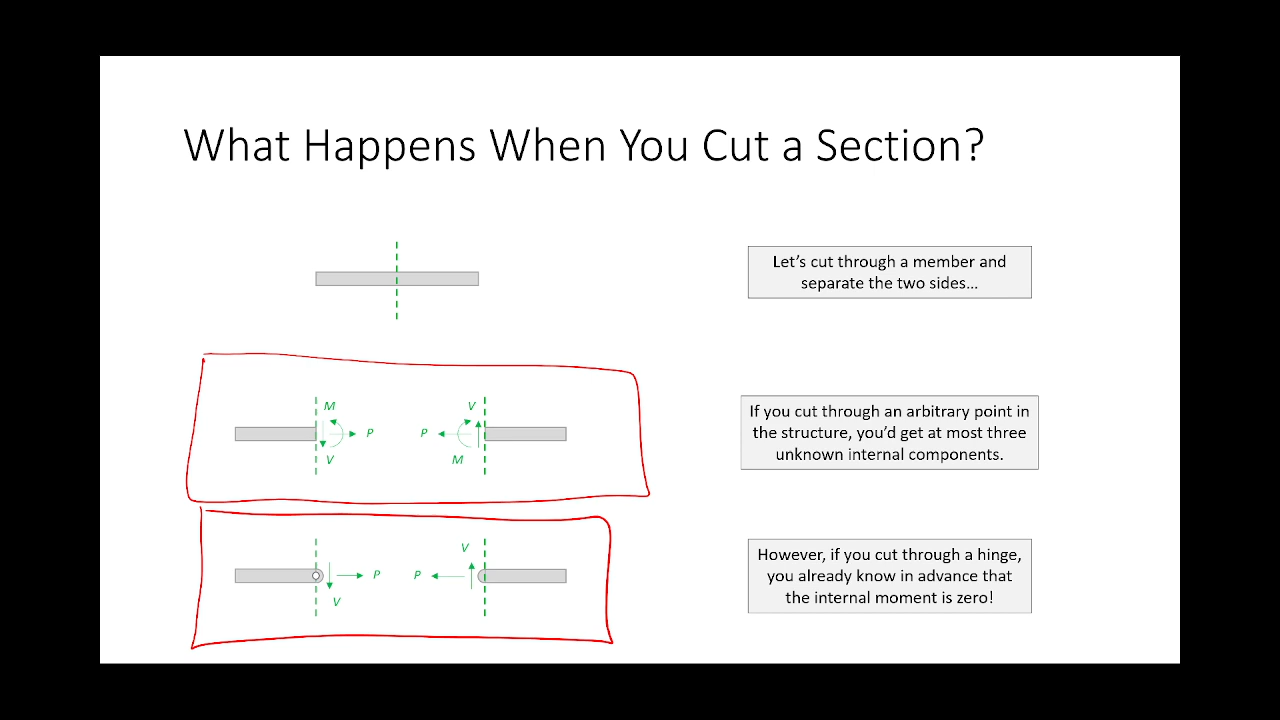 What Happens When You Cut a Section?
Let's cut through a member and
separate the two sides...
M
V
P
P
V
M
If you cut through an arbitrary point in
the structure, you'd get at most three
unknown internal components.
V
P
P
V
However, if you cut through a hinge,
you already know in advance that
the internal moment is zero!